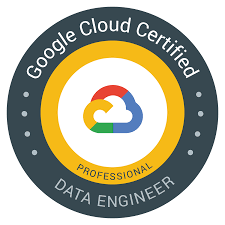 Google Cloud Certified
PROFESSIONAL
DATA ENGINEER